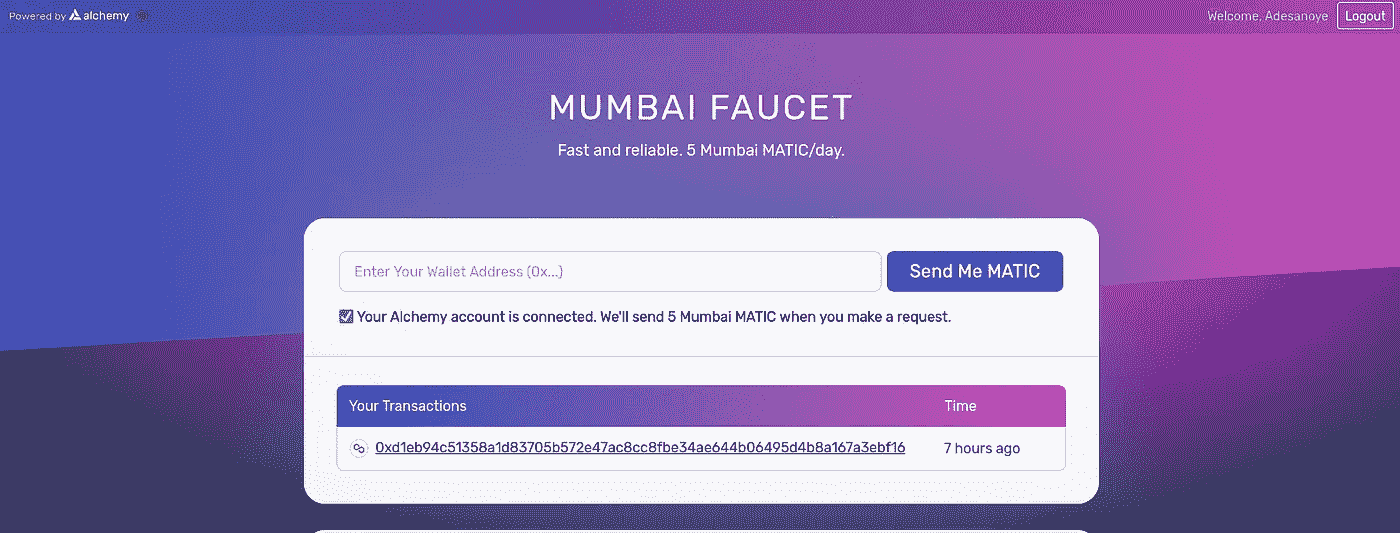 Powered by alchemy
Welcome, Adesanoye
Logout
MUMBAI FAUCET
Fast and reliable. 5 Mumbai MATIC/day.
Enter Your Wallet Address (0x...)
Send Me MATIC
Your Alchemy account is connected. We'll send 5 Mumbai MATIC when you make a request.
Your Transactions Time
0xd1eb94c51358a1d83705b572e47ac8cc8fbe34ae644b06495d4b8a167a3ebf16 7 hours ago